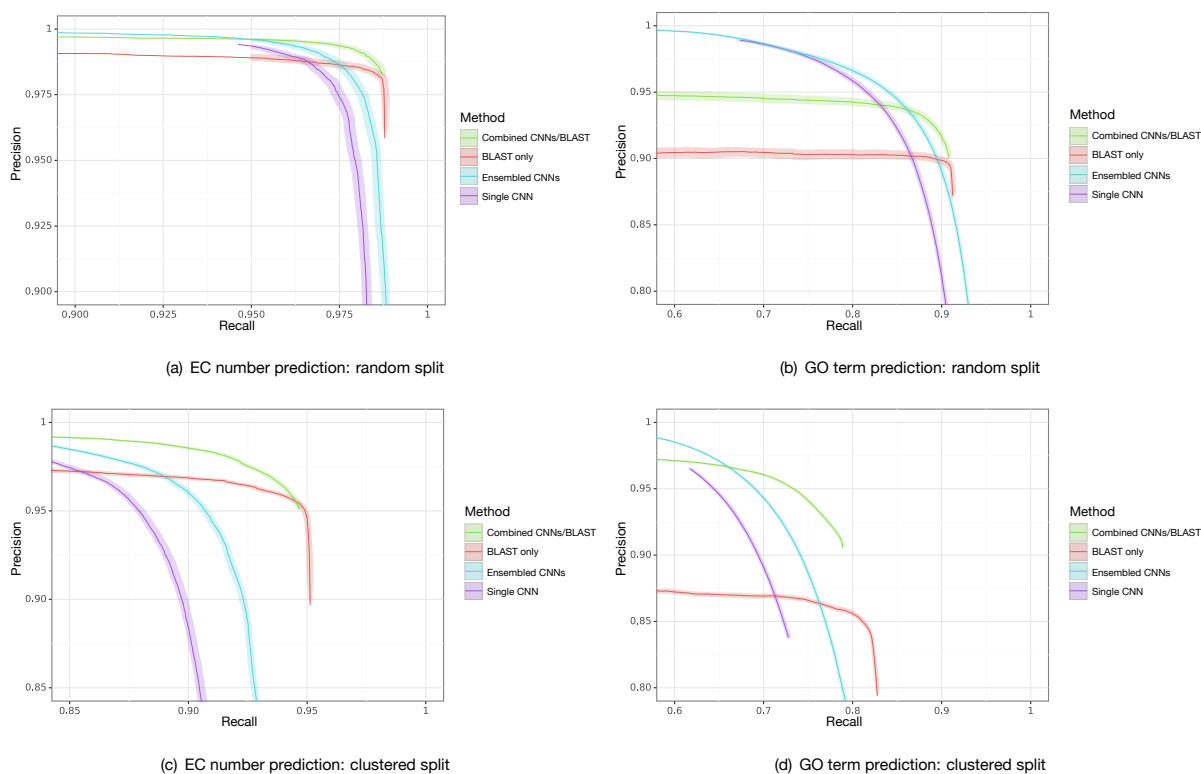 1
0.975
0.950
0.925
0.900
Precision
0.900
0.925
0.950
0.975
1
Recall
Method
Combined CNNs/BLAST
BLAST only
Ensembled CNNs
Single CNN
(a) EC number prediction: random split
1
0.95
0.90
0.85
0.80
Precision
0.6
0.7
0.8
0.9
1
Recall
Method
Combined CNNs/BLAST
BLAST only
Ensembled CNNs
Single CNN
(b) GO term prediction: random split
1
0.95
0.90
0.85
Precision
0.85
0.90
0.95
1
Recall
Method
Combined CNNs/BLAST
BLAST only
Ensembled CNNs
Single CNN
(c) EC number prediction: clustered split
1
0.95
0.90
0.85
0.80
Precision
0.6
0.7
0.8
0.9
1
Recall
Method
Combined CNNs/BLAST
BLAST only
Ensembled CNNs
Single CNN
(d) GO term prediction: clustered split